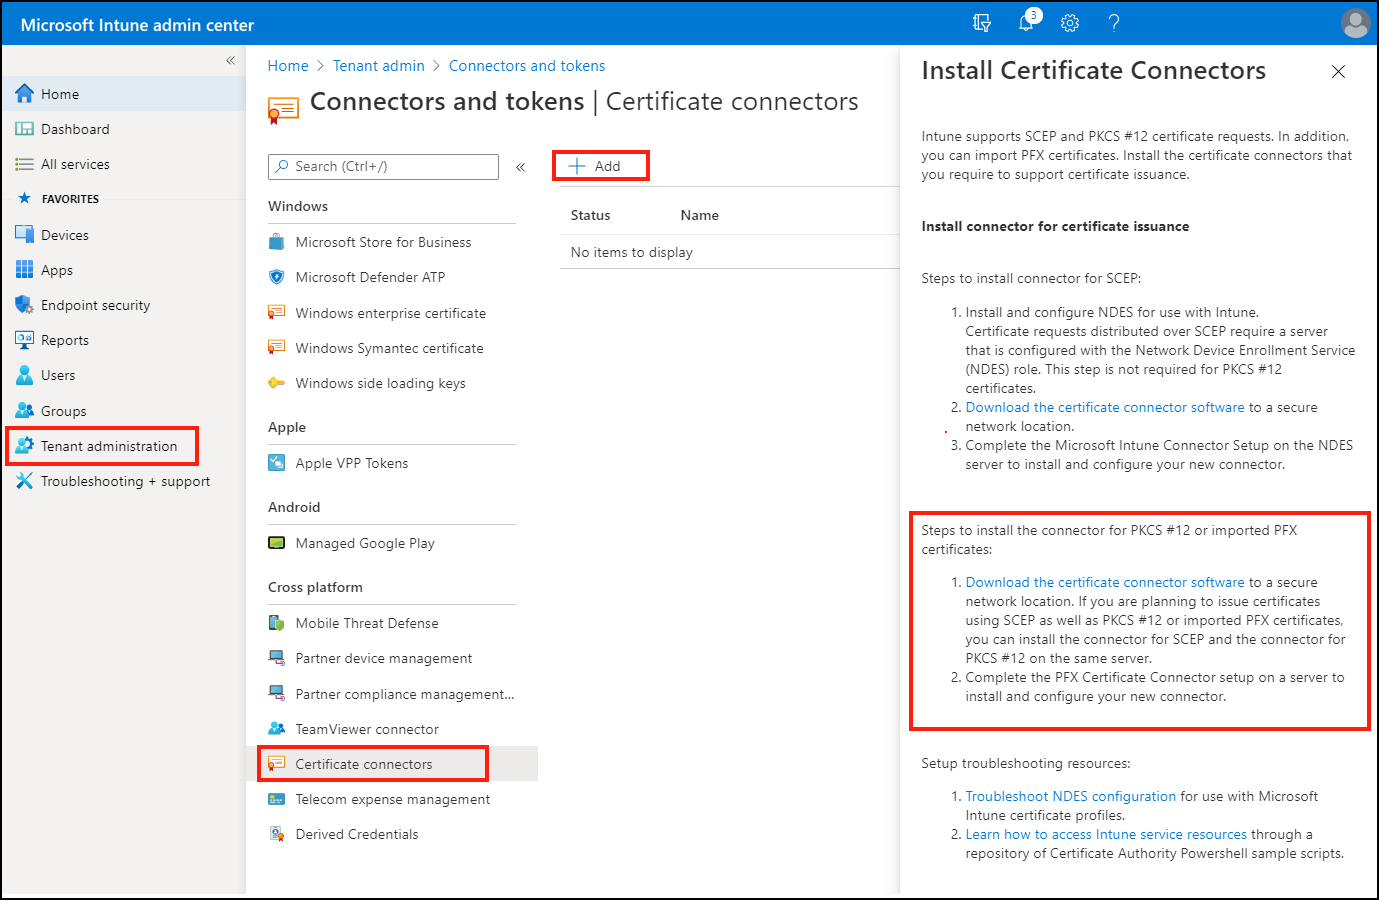 Microsoft Intune admin center
3
Home
Dashboard
All services
FAVORITES
Devices
Apps
Endpoint security
Reports
Users
Groups
Tenant administration
Troubleshooting + support
Home > Tenant admin > Connectors and tokens
Connectors and tokens | Certificate connectors
Search (Ctrl+/)
Windows
Microsoft Store for Business
Microsoft Defender ATP
Windows enterprise certificate
Windows Symantec certificate
Windows side loading keys
Apple
Apple VPP Tokens
Android
Managed Google Play
Cross platform
Mobile Threat Defense
Partner device management
Partner compliance management...
TeamViewer connector
Certificate connectors
Telecom expense management
Derived Credentials
Add
Status Name
No items to display
Install Certificate Connectors
Intune supports SCEP and PKCS #12 certificate requests. In addition,
you can import PFX certificates. Install the certificate connectors that
you require to support certificate issuance.
Install connector for certificate issuance
Steps to install connector for SCEP:
1. Install and configure NDES for use with Intune.
Certificate requests distributed over SCEP require a server
that is configured with the Network Device Enrollment Service
(NDES) role. This step is not required for PKCS #12
certificates.
2. Download the certificate connector software to a secure
network location.
3. Complete the Microsoft Intune Connector Setup on the NDES
server to install and configure your new connector.
Steps to install the connector for PKCS #12 or imported PFX
certificates:
1. Download the certificate connector software to a secure
network location. If you are planning to issue certificates
using SCEP as well as PKCS #12 or imported PFX certificates,
you can install the connector for SCEP and the connector for
PKCS #12 on the same server.
2. Complete the PFX Certificate Connector setup on a server to
install and configure your new connector.
Setup troubleshooting resources:
1. Troubleshoot NDES configuration for use with Microsoft
Intune certificate profiles.
2. Learn how to access Intune service resources through a
repository of Certificate Authority Powershell sample scripts.